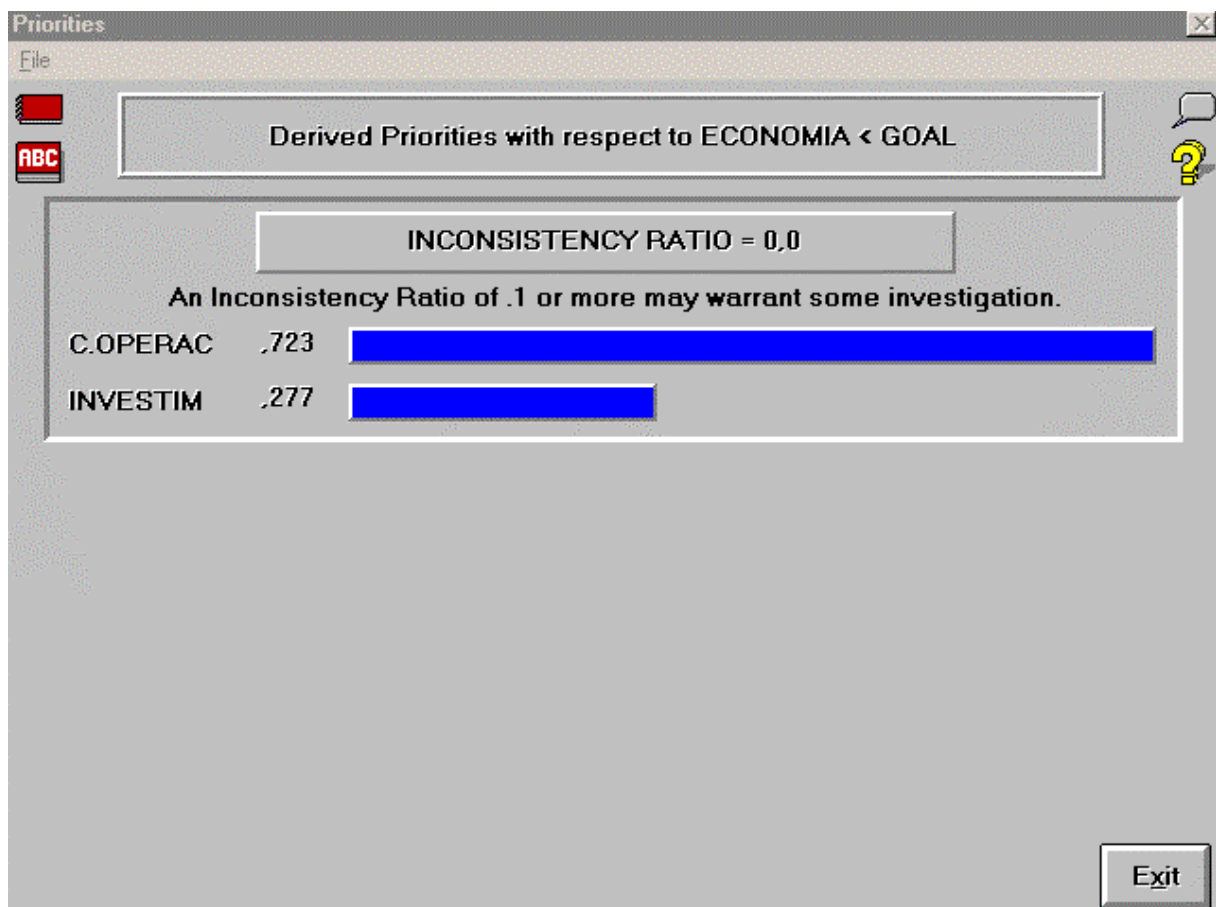 Priorities
File
ABC
Derived Priorities with respect to ECONOMIA < GOAL
?
INCONSISTENCY RATIO = 0,0
An Inconsistency Ratio of .1 or more may warrant some investigation.
C.OPERAC ,723
INVESTIM ,277
Exit